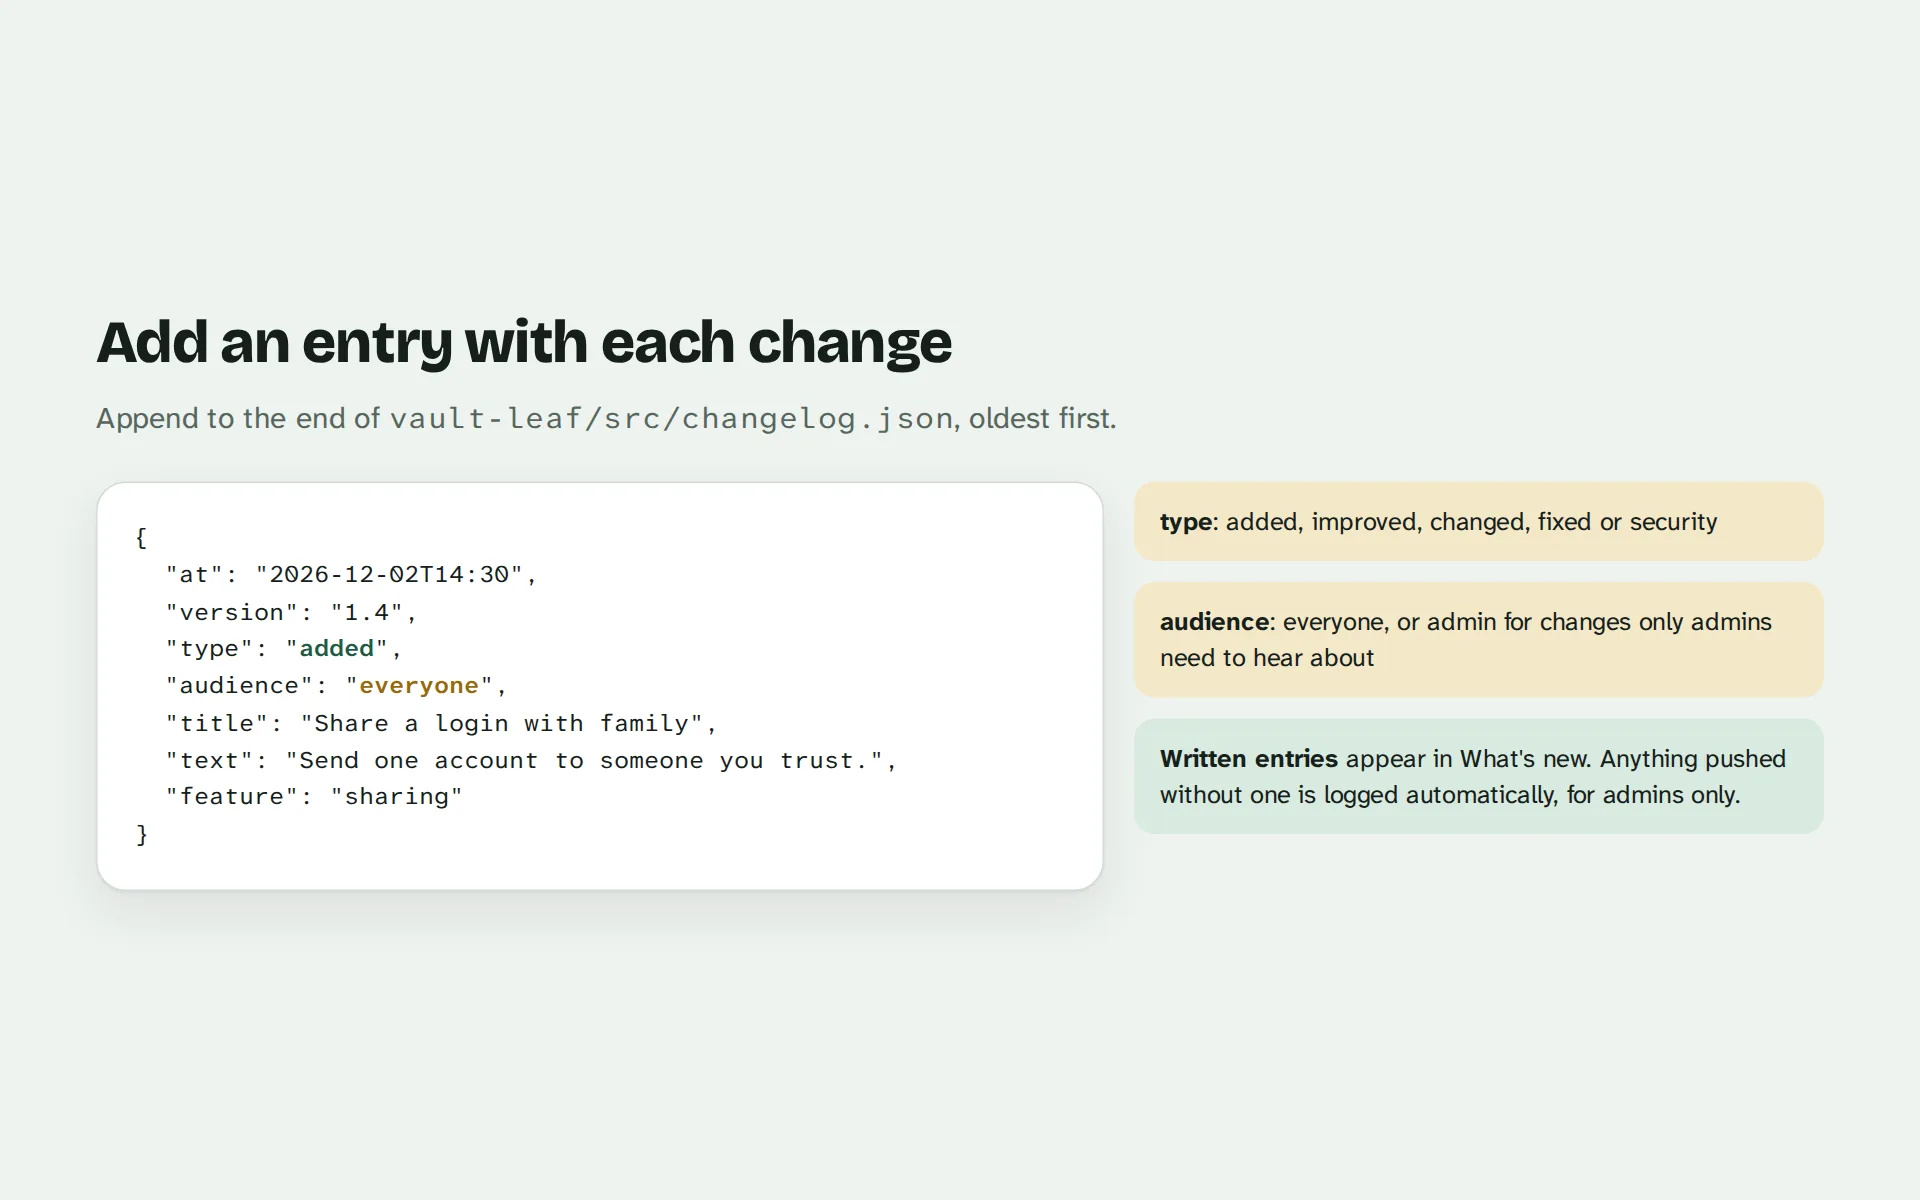 Add an entry with each change
Append to the end of vault-leaf/src/changelog.json, oldest first.
{
  "at": "2026-12-02T14:30",
  "version": "1.4",
  "type": "added",
  "audience": "everyone",
  "title": "Share a login with family",
  "text": "Send one account to someone you trust.",
  "feature": "sharing"
}
type: added, improved, changed, fixed or security
audience: everyone, or admin for changes only admins
need to hear about
Written entries appear in What's new. Anything pushed
without one is logged automatically, for admins only.